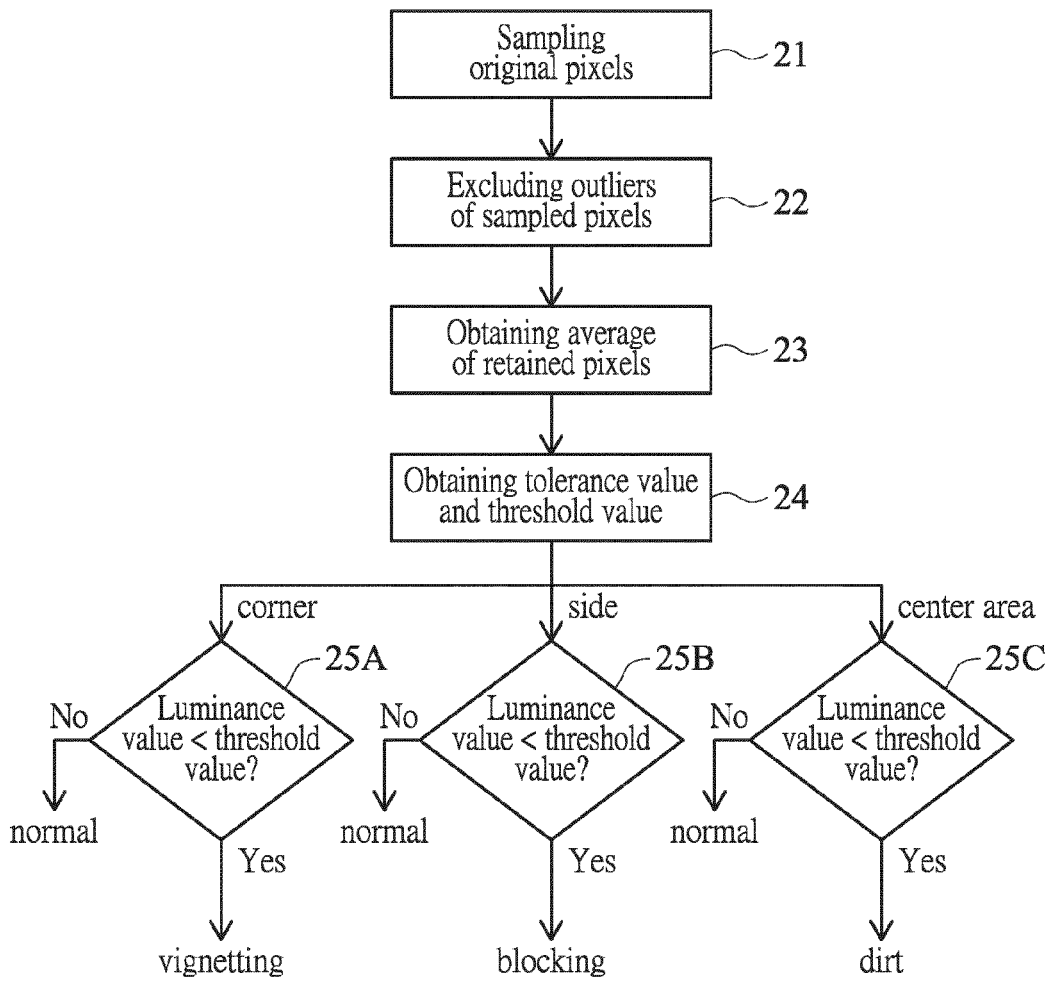 Sampling
original pixels
21
Excluding outliers
of sampled pixels
22
Obtaining average
of retained pixels
23
Obtaining tolerance value
and threshold value
24
corner
side
center area
25A
25B
25C
No
Luminance
value < threshold
value?
No
Luminance
value < threshold
value?
No
Luminance
value < threshold
value?
normal
normal
normal
Yes
Yes
Yes
vignetting
blocking
dirt